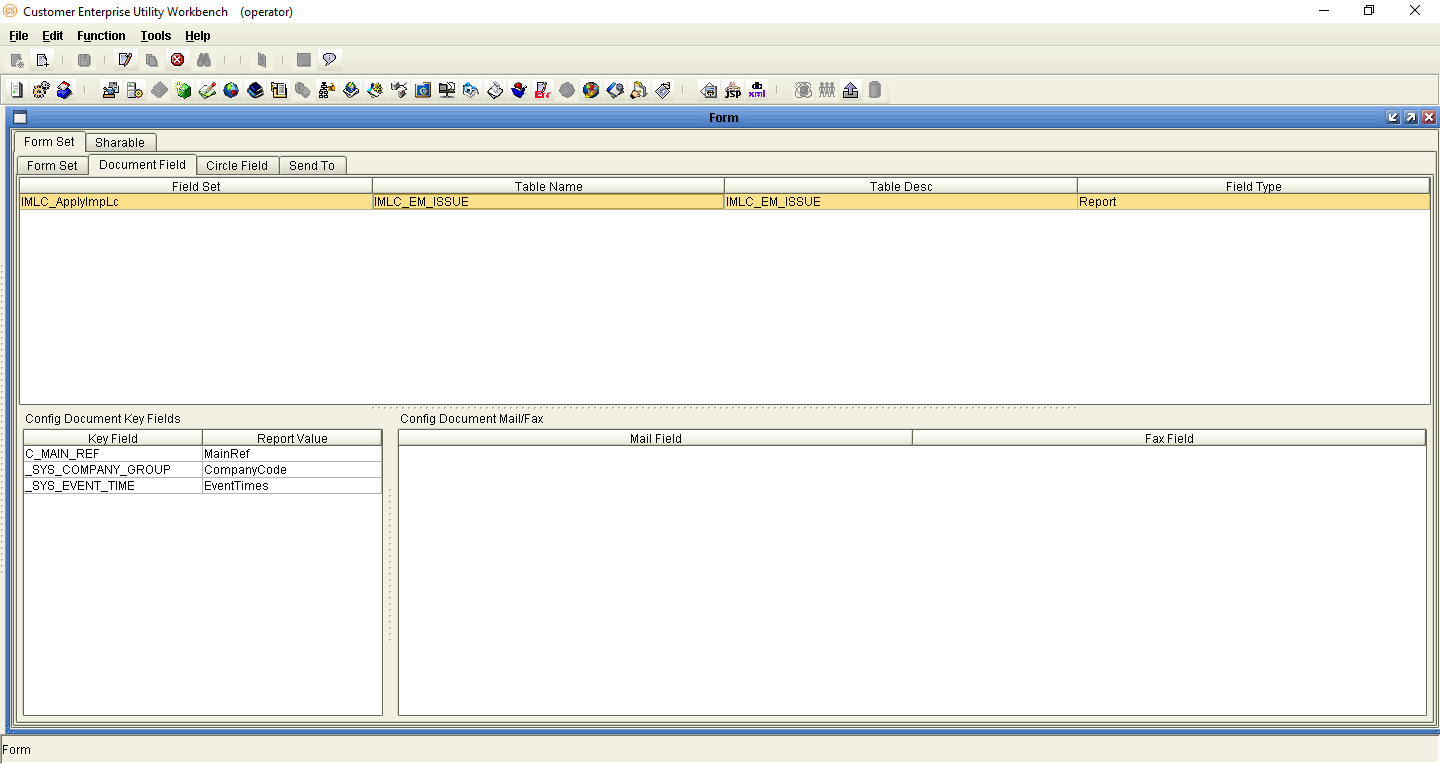 CS Customer Enterprise Utility Workbench (operator)
File Edit Function Tools Help
jsp xml
Form
Form Set Sharable
Form Set Document Field Circle Field Send To
Field Set Table Name Table Desc Field Type
IMLC_ApplyImpLc IMLC_EM_ISSUE IMLC_EM_ISSUE Report
Config Document Key Fields Config Document Mail/Fax
Key Field Report Value Mail Field Fax Field
C_MAIN_REF MainRef
_SYS_COMPANY_GROUP CompanyCode
_SYS_EVENT_TIME EventTimes
Form